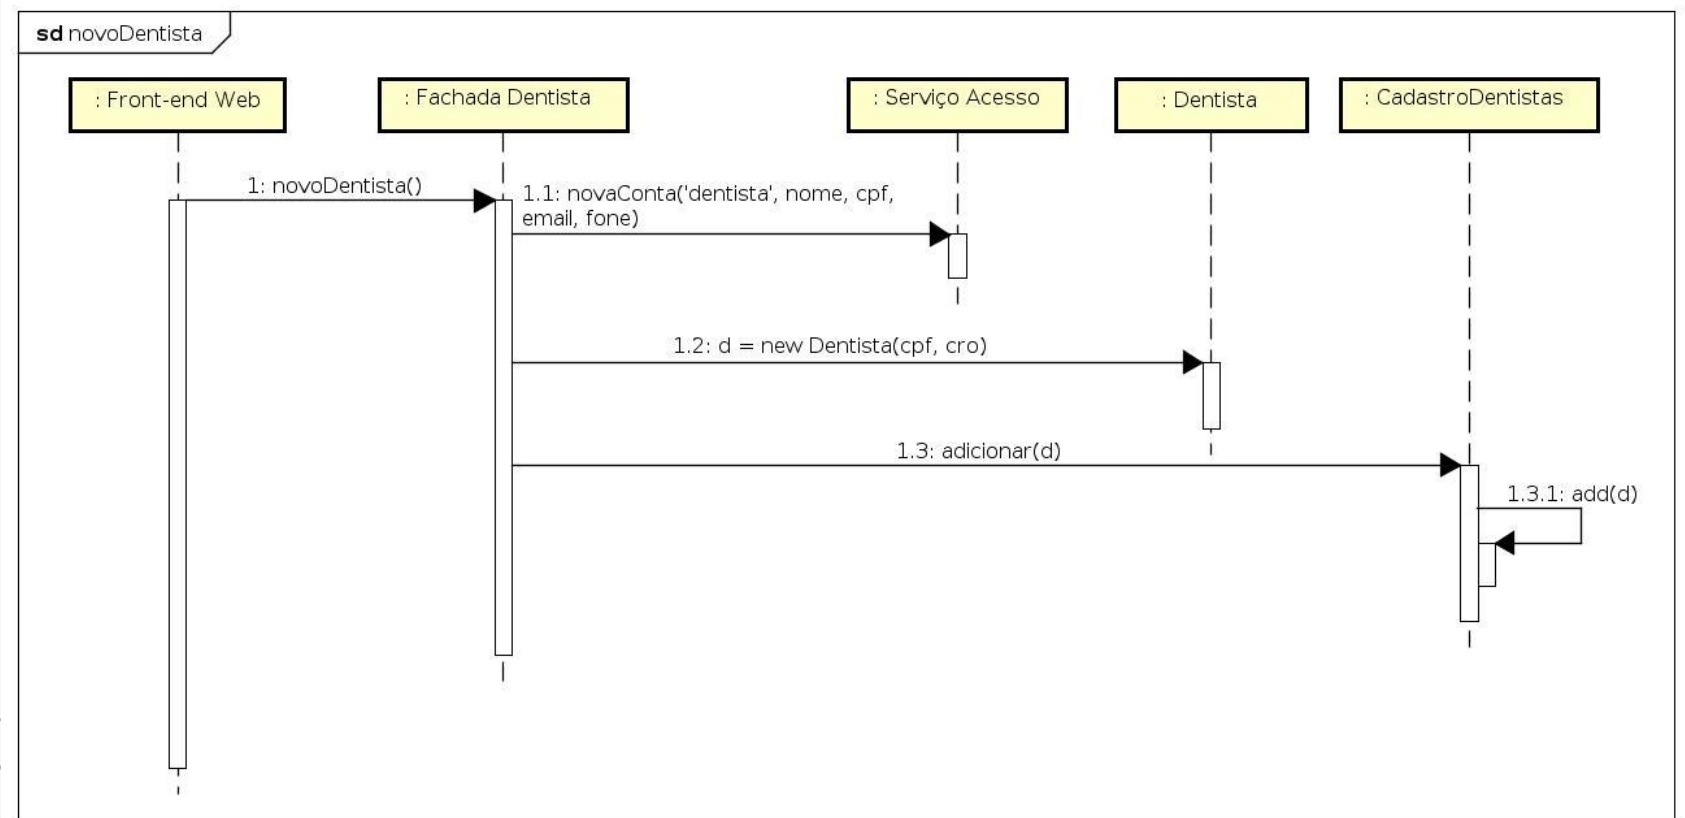 sd novoDentista
: Front-end Web
: Fachada Dentista
: Serviço Acesso
: Dentista
: CadastroDentistas
1: novoDentista()
1.1: novaConta('dentista', nome, cpf,
email, fone)
1.2: d = new Dentista(cpf, cro)
1.3: adicionar(d)
1.3.1: add(d)